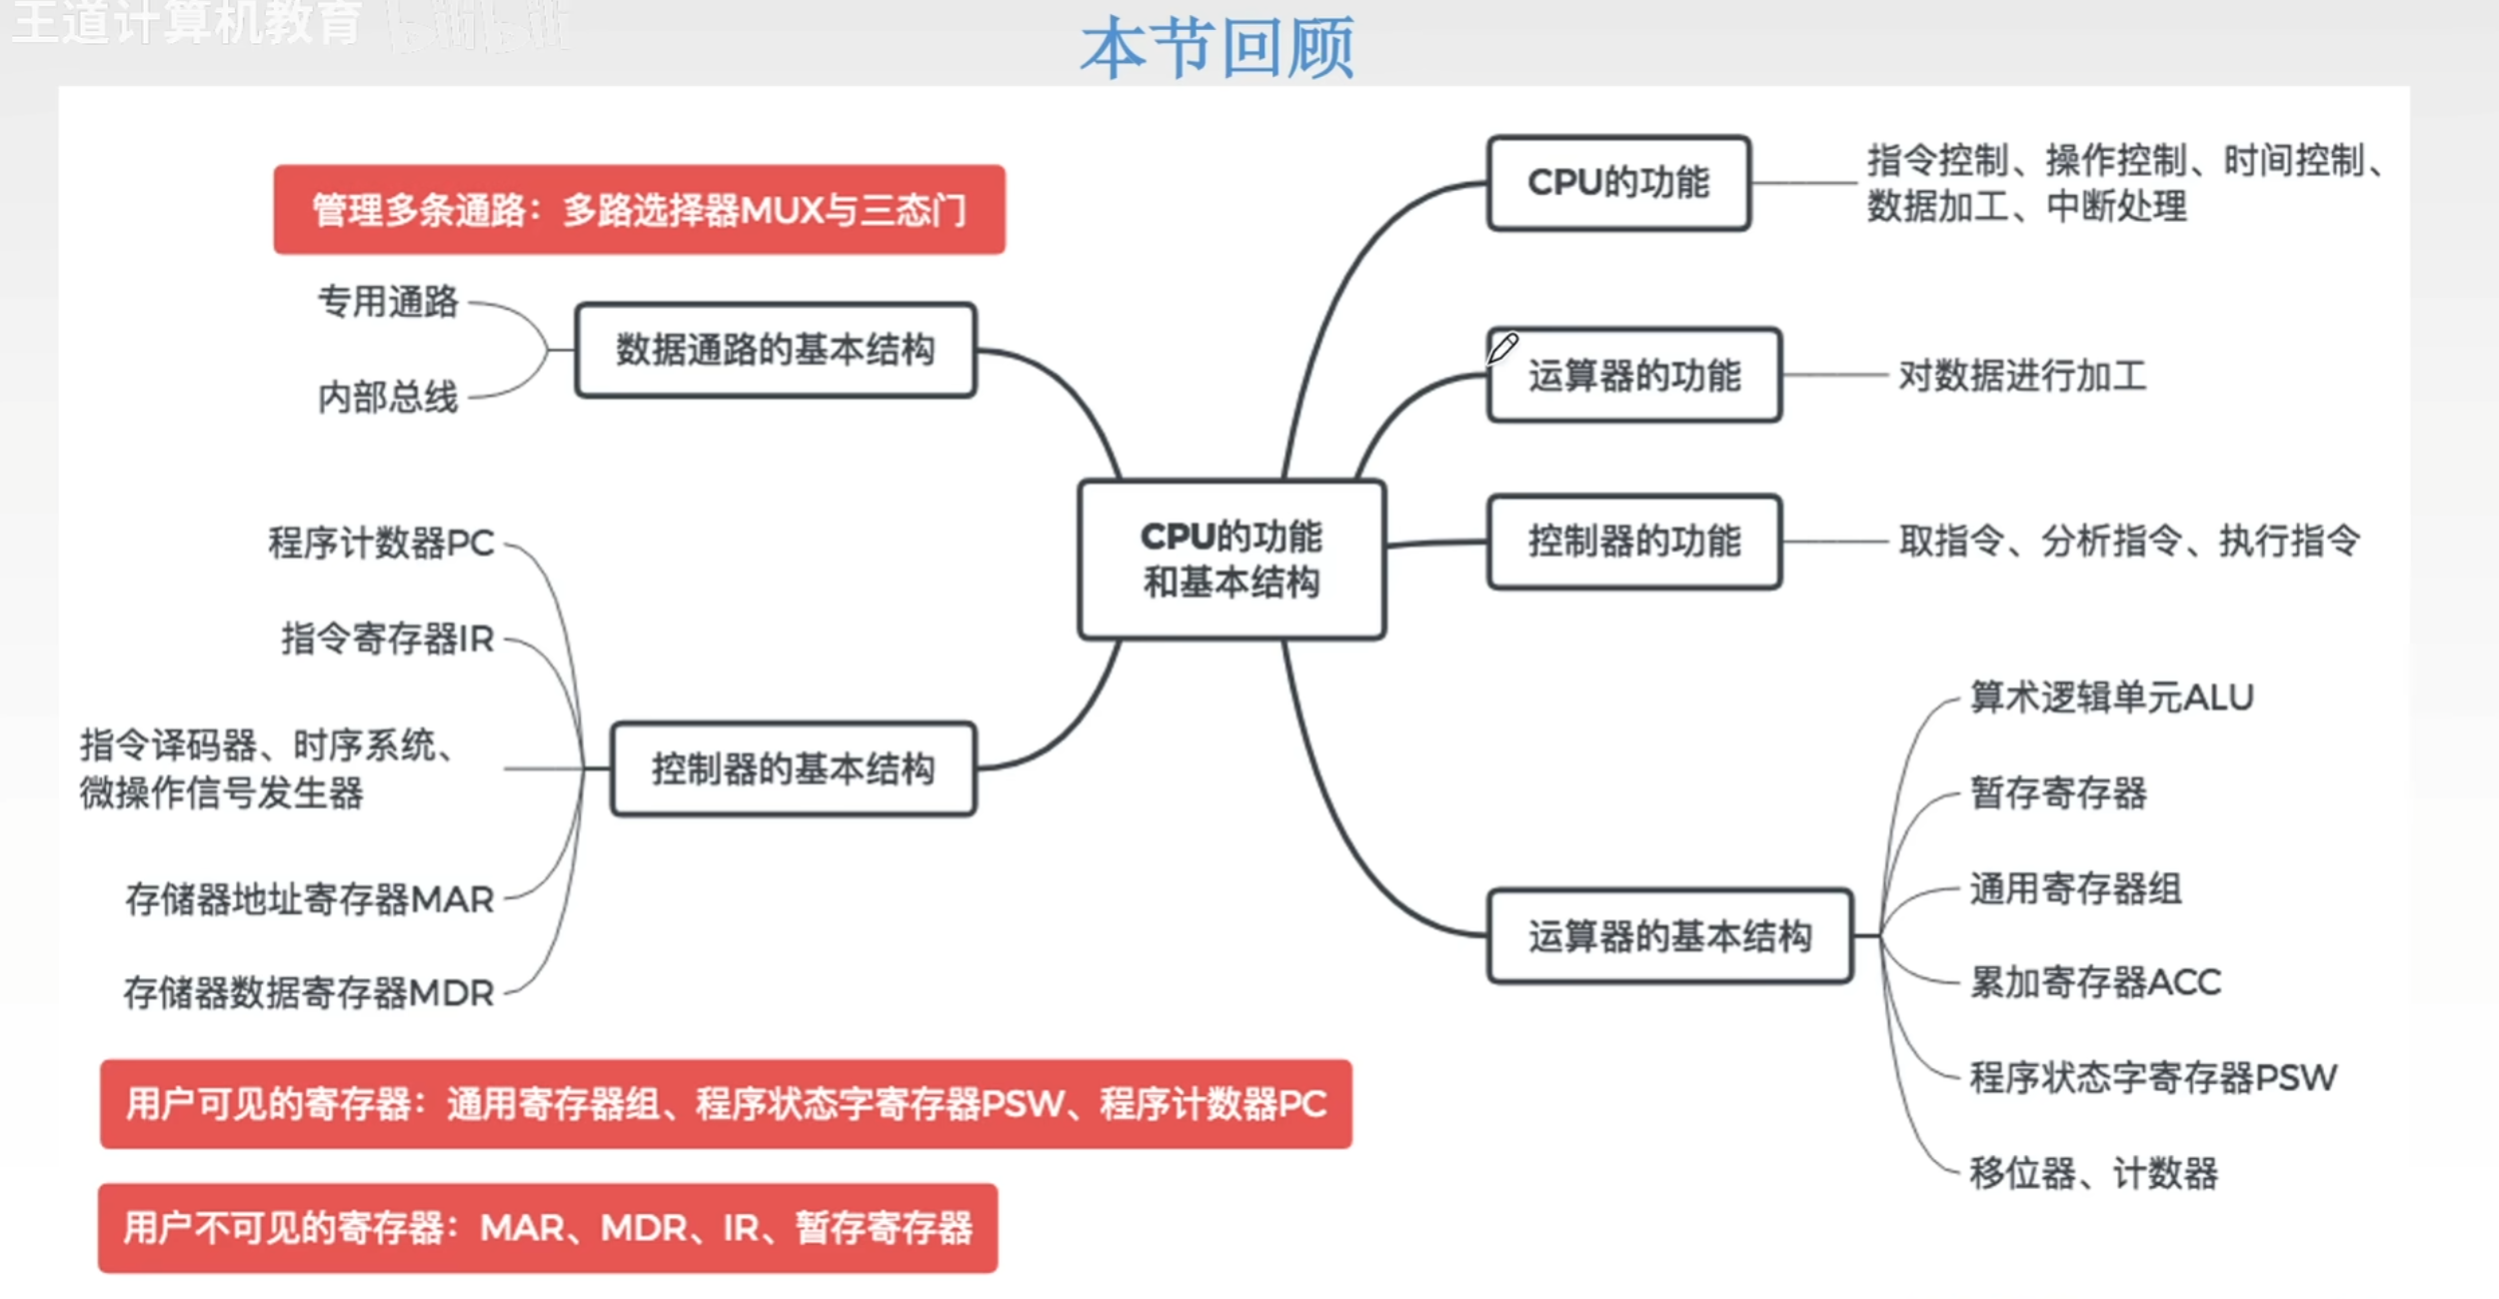 王道计算机教育 bilibili
本节回顾
管理多条通路：多路选择器MUX与三态门
专用通路
内部总线
数据通路的基本结构
程序计数器PC
指令寄存器IR
指令译码器、时序系统、
微操作信号发生器
存储器地址寄存器MAR
存储器数据寄存器MDR
控制器的基本结构
用户可见的寄存器：通用寄存器组、程序状态字寄存器PSW、程序计数器PC
用户不可见的寄存器：MAR、MDR、IR、暂存寄存器
CPU的功能
和基本结构
CPU的功能
指令控制、操作控制、时间控制、
数据加工、中断处理
运算器的功能
对数据进行加工
控制器的功能
取指令、分析指令、执行指令
运算器的基本结构
算术逻辑单元ALU
暂存寄存器
通用寄存器组
累加寄存器ACC
程序状态字寄存器PSW
移位器、计数器